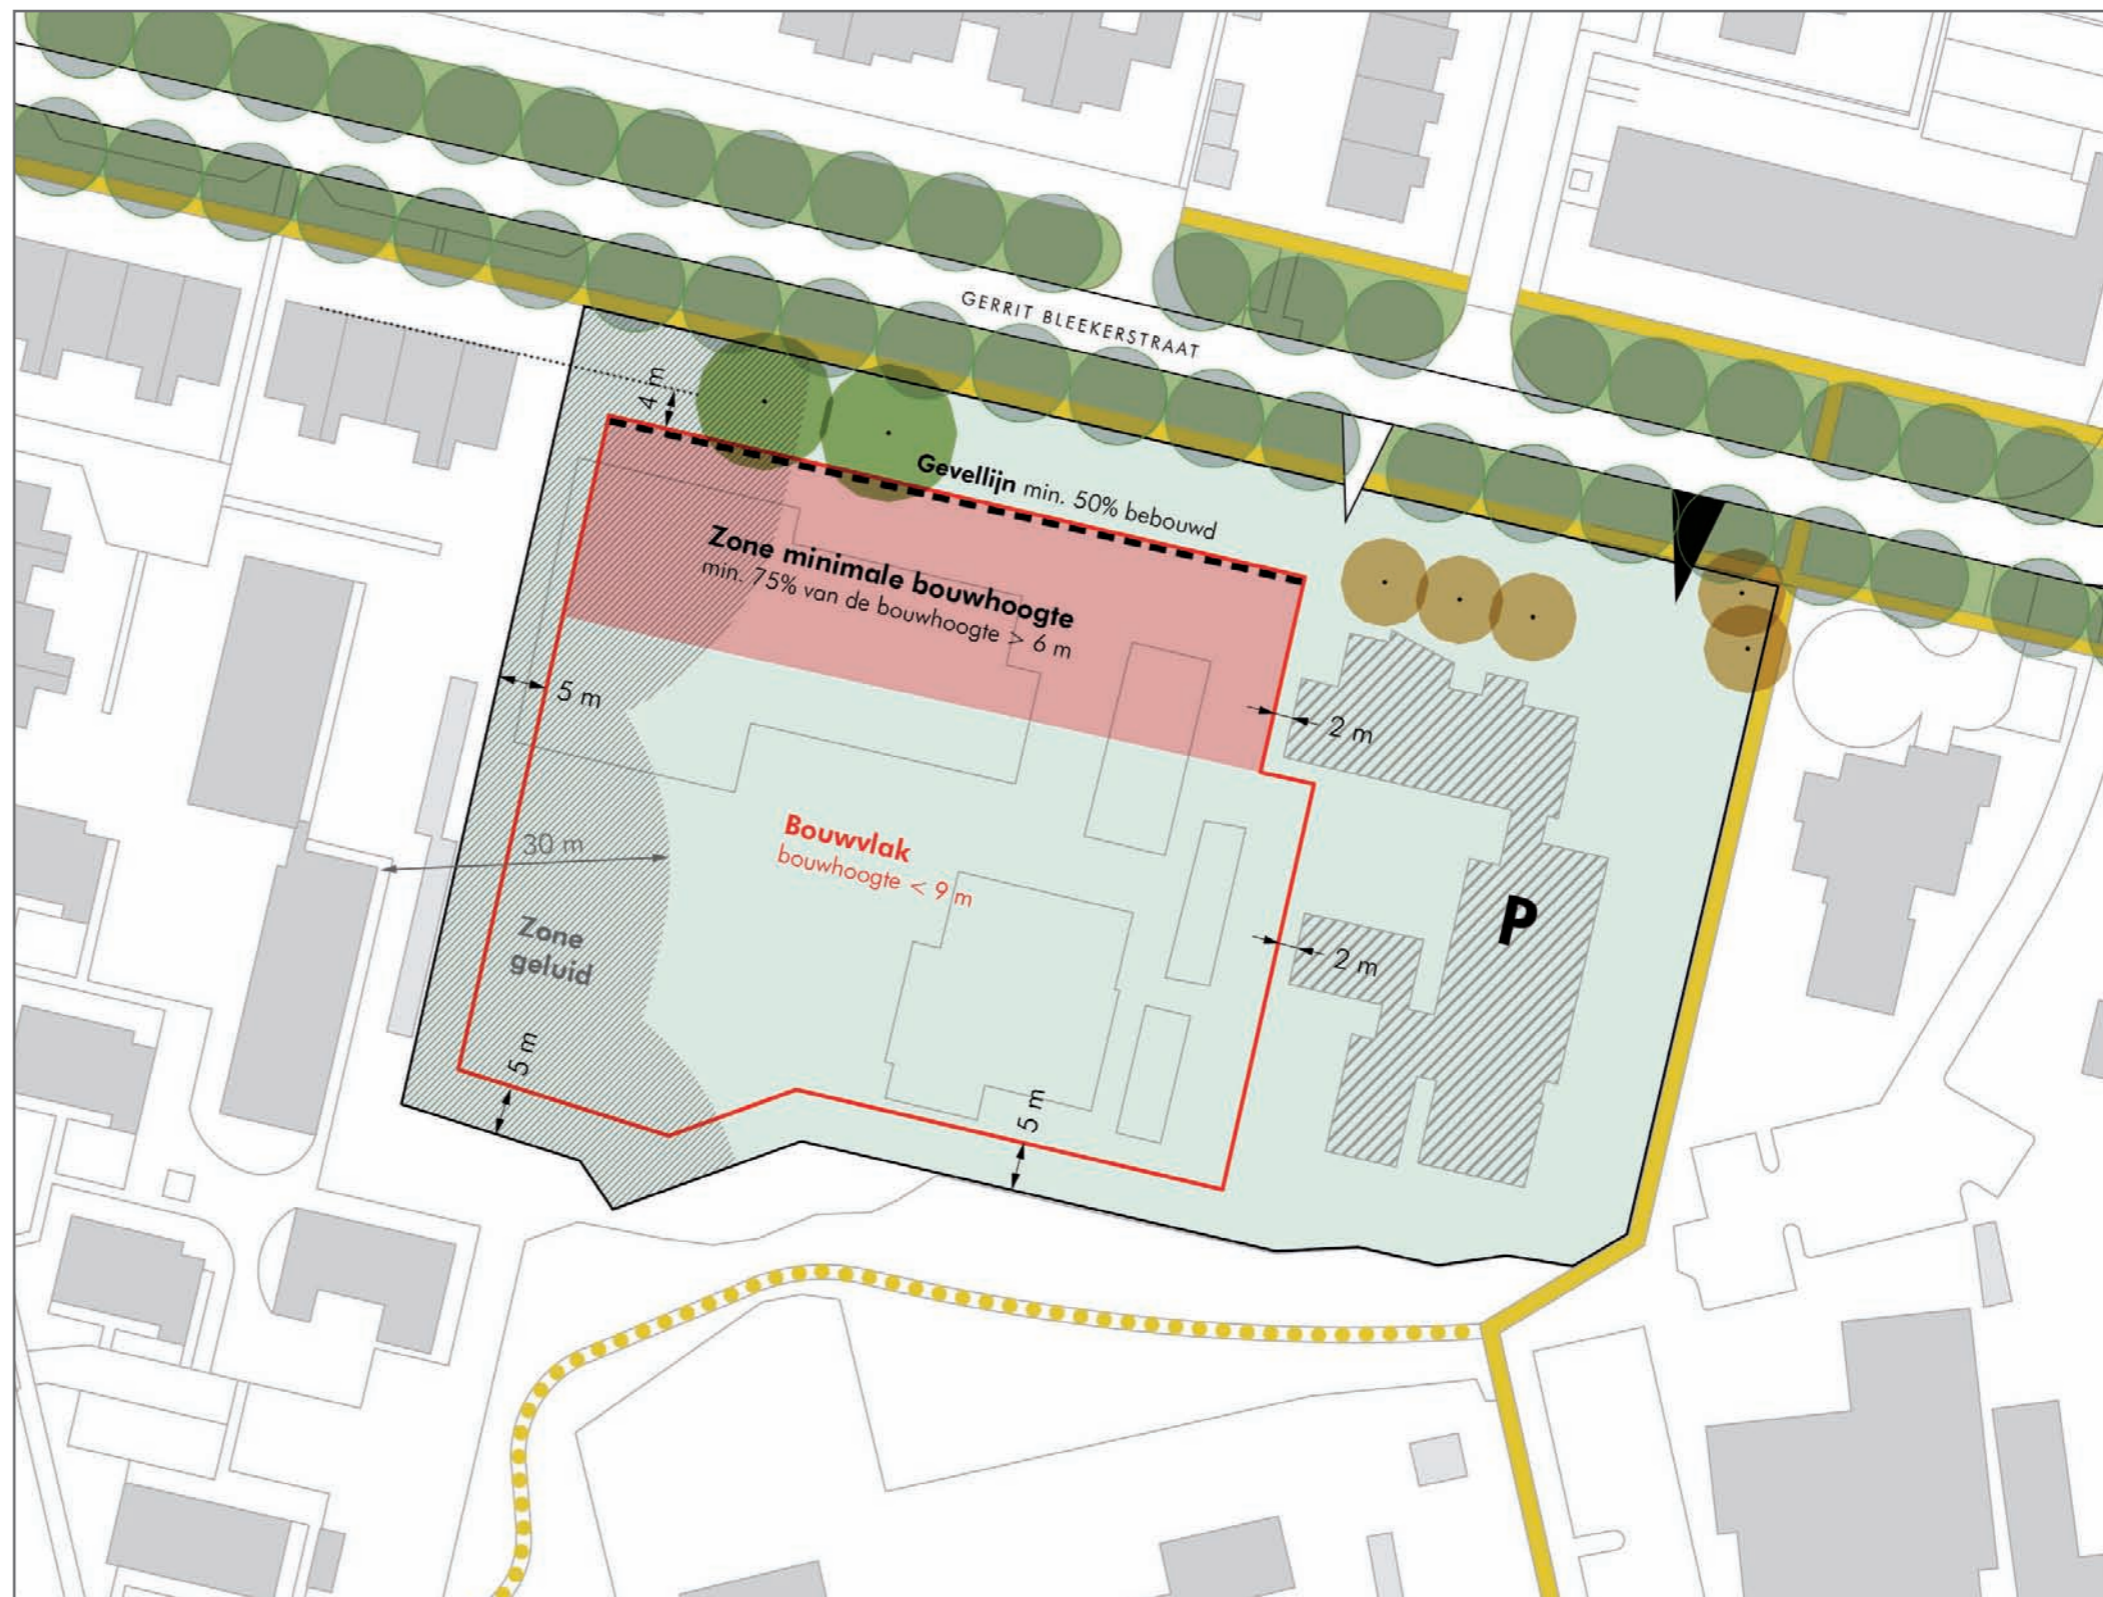 GERRIT BLEEKERSTRAAT
4 m
Gevellijn min. 50% bebouwd
Zone minimale bouwhoogte
min. 75% van de bouwhoogte > 6 m
5 m
2 m
Bouwvlak
bouwhoogte < 9 m
30 m
P
Zone
geluid
2 m
5 m
5 m